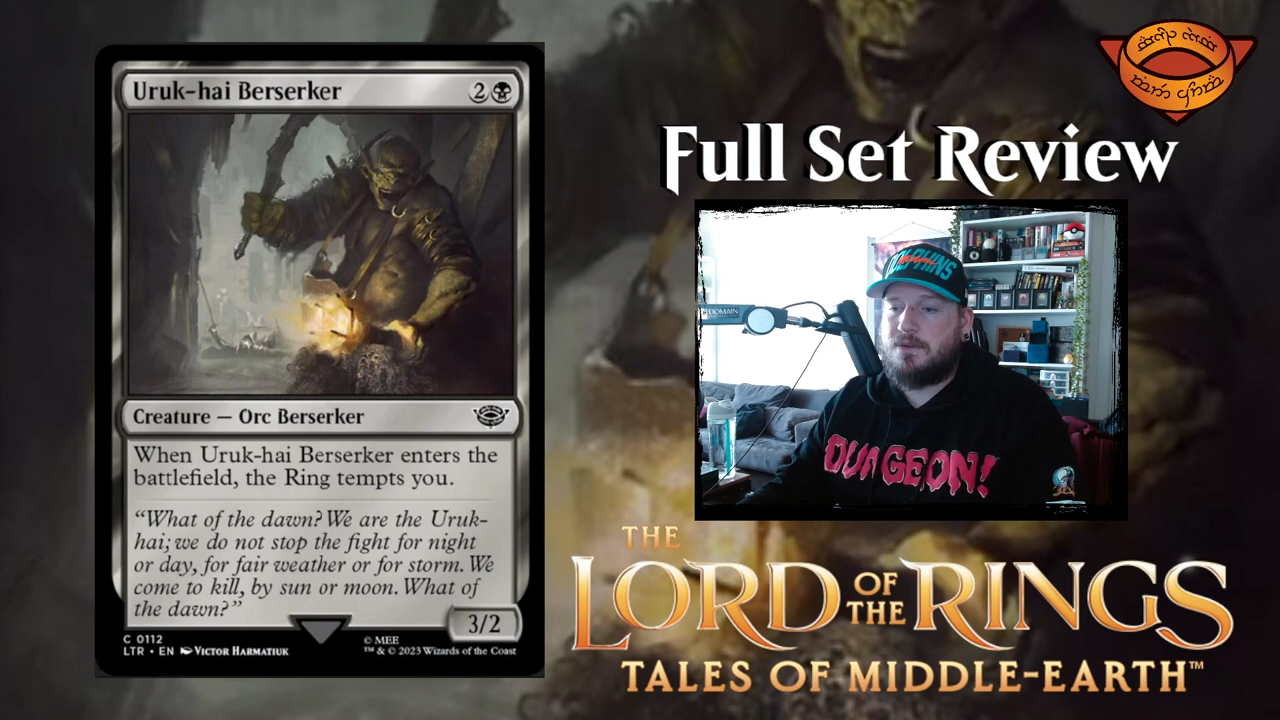 Uruk-hai Berserker
2
Creature — Orc Berserker
When Uruk-hai Berserker enters the
battlefield, the Ring tempts you.
“What of the dawn? We are the Uruk-
hai; we do not stop the fight for night
or day, for fair weather or for storm. We
come to kill, by sun or moon. What of
the dawn?”
3/2
C 0112
LTR • EN VICTOR HARMATIUK
© MEE
™ & © 2023 Wizards of the Coast
Full Set Review
DOLPHINS
DOMAIN
DUNGEON!
THE
LORD OF THE RINGS
TALES OF MIDDLE-EARTH™